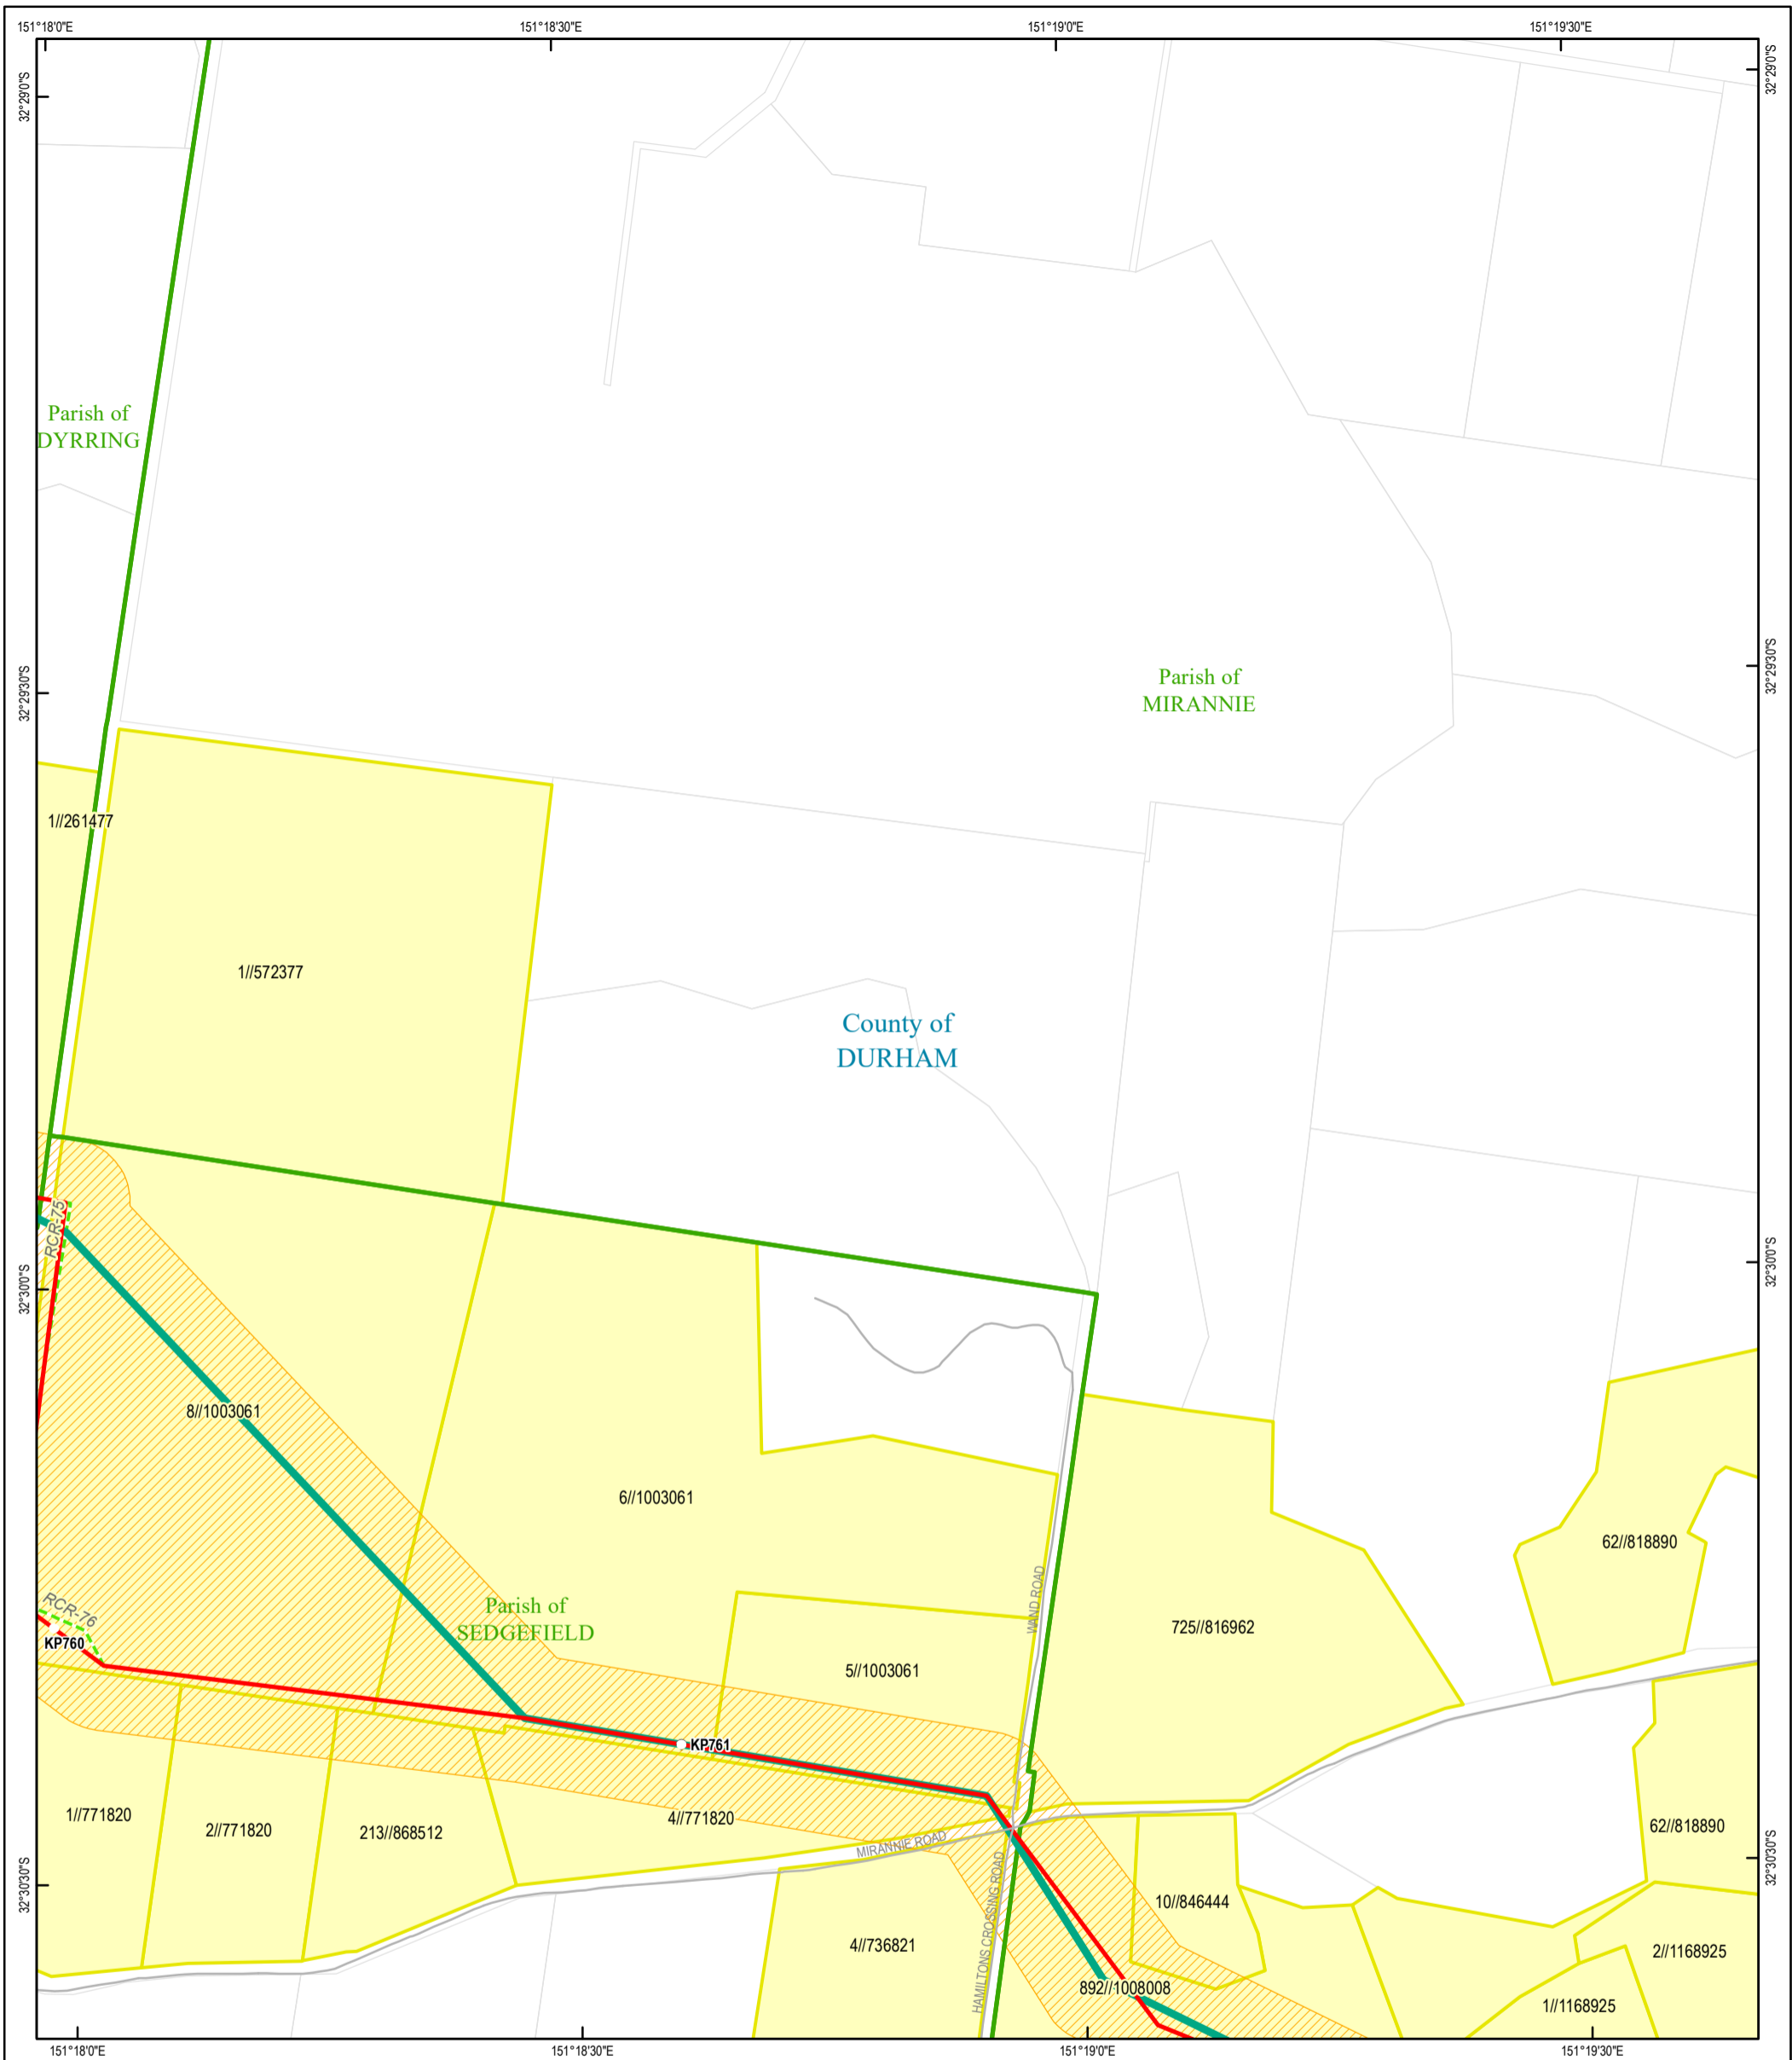 151°18'0"E
151°18'30"E
151°19'0"E
151°19'30"E
32°29'0"S
32°29'0"S
Parish of
DYRRING
32°29'30"S
32°29'30"S
Parish of
MIRANNIE
1//261477
1//572377
County of
DURHAM
RCR-75
32°30'0"S
32°30'0"S
8//1003061
6//1003061
62//818890
RCR-76
KP760
Parish of
SEDGEFIELD
WAND ROAD
725//816962
5//1003061
KP761
1//771820
2//771820
213//868512
4//771820
MIRANNIE ROAD
62//818890
32°30'30"S
32°30'30"S
HAMILTONS CROSSING ROAD
10//846444
4//736821
2//1168925
892//1008008
1//1168925
151°18'0"E
151°18'30"E
151°19'0"E
151°19'30"E